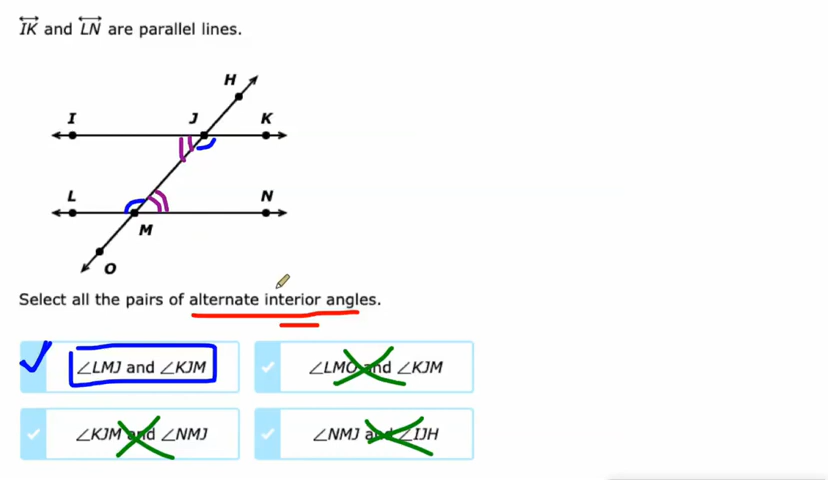 IK and LN are parallel lines.
H
I J K
L N
M
O
Select all the pairs of alternate interior angles.
∠LMJ and ∠KJM
∠LMO and ∠KJM
∠KJM and ∠NMJ
∠NMJ and ∠IJH